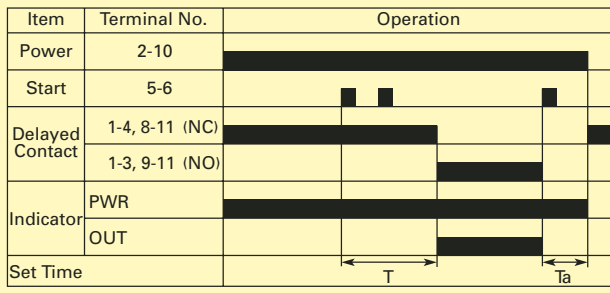 Item Terminal No. Operation
Power 2-10
Start 5-6
Delayed Contact
1-4, 8-11 (NC)
1-3, 9-11 (NO)
Indicator
PWR
OUT
Set Time T Ta